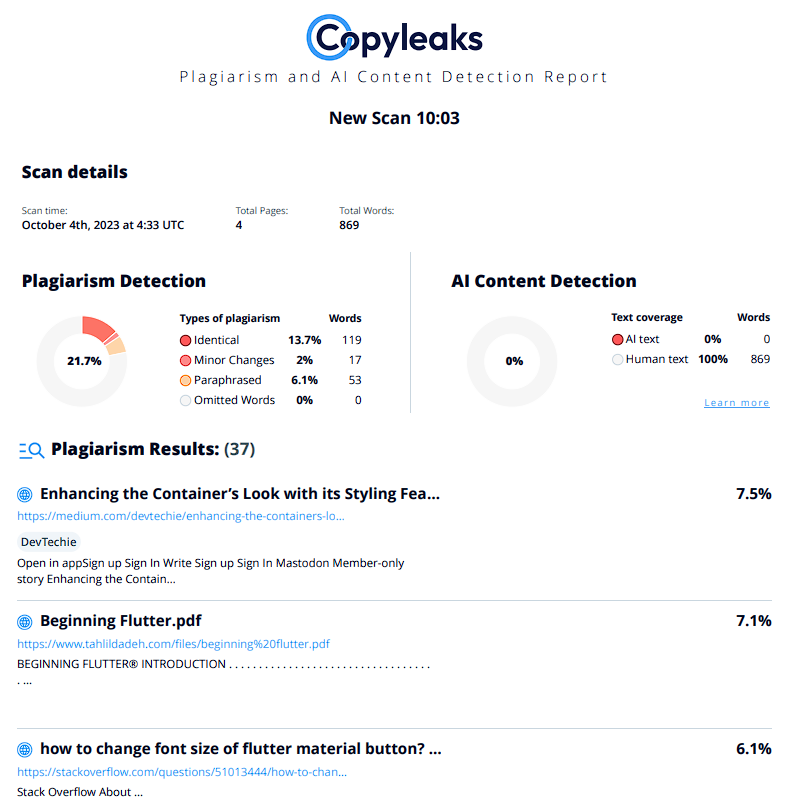 Copyleaks
Plagiarism and AI Content Detection Report
New Scan 10:03
Scan details
Scan time:
October 4th, 2023 at 4:33 UTC
Total Pages:
4
Total Words:
869
Plagiarism Detection
21.7%
Types of plagiarism Words
Identical 13.7% 119
Minor Changes 2% 17
Paraphrased 6.1% 53
Omitted Words 0% 0
AI Content Detection
0%
Text coverage Words
AI text 0% 0
Human text 100% 869
Learn more
Plagiarism Results: (37)
Enhancing the Container’s Look with its Styling Fea... 7.5%
https://medium.com/devtechie/enhancing-the-containers-lo...
DevTechie
Open in appSign up Sign In Write Sign up Sign In Mastodon Member-only
story Enhancing the Contain...
Beginning Flutter.pdf 7.1%
https://www.tahlildadeh.com/files/beginning%20flutter.pdf
BEGINNING FLUTTER® INTRODUCTION . . . . . . . . . . . . . . . . . . . . . . . . . . . . . . . . . .
. ...
how to change font size of flutter material button? ... 6.1%
https://stackoverflow.com/questions/51013444/how-to-chan...
Stack Overflow About ...